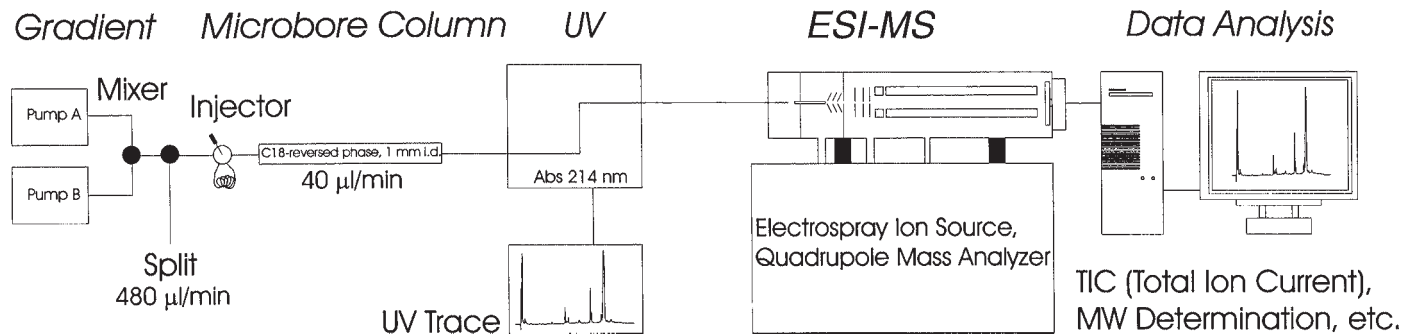 Gradient
Microbore Column
UV
ESI-MS
Data Analysis
Mixer
Injector
Pump A
Pump B
C18-reversed phase, 1 mm i.d.
40 µl/min
Abs 214 nm
Split
480 µl/min
UV Trace
Electrospray Ion Source,
Quadrupole Mass Analyzer
TIC (Total Ion Current),
MW Determination, etc.